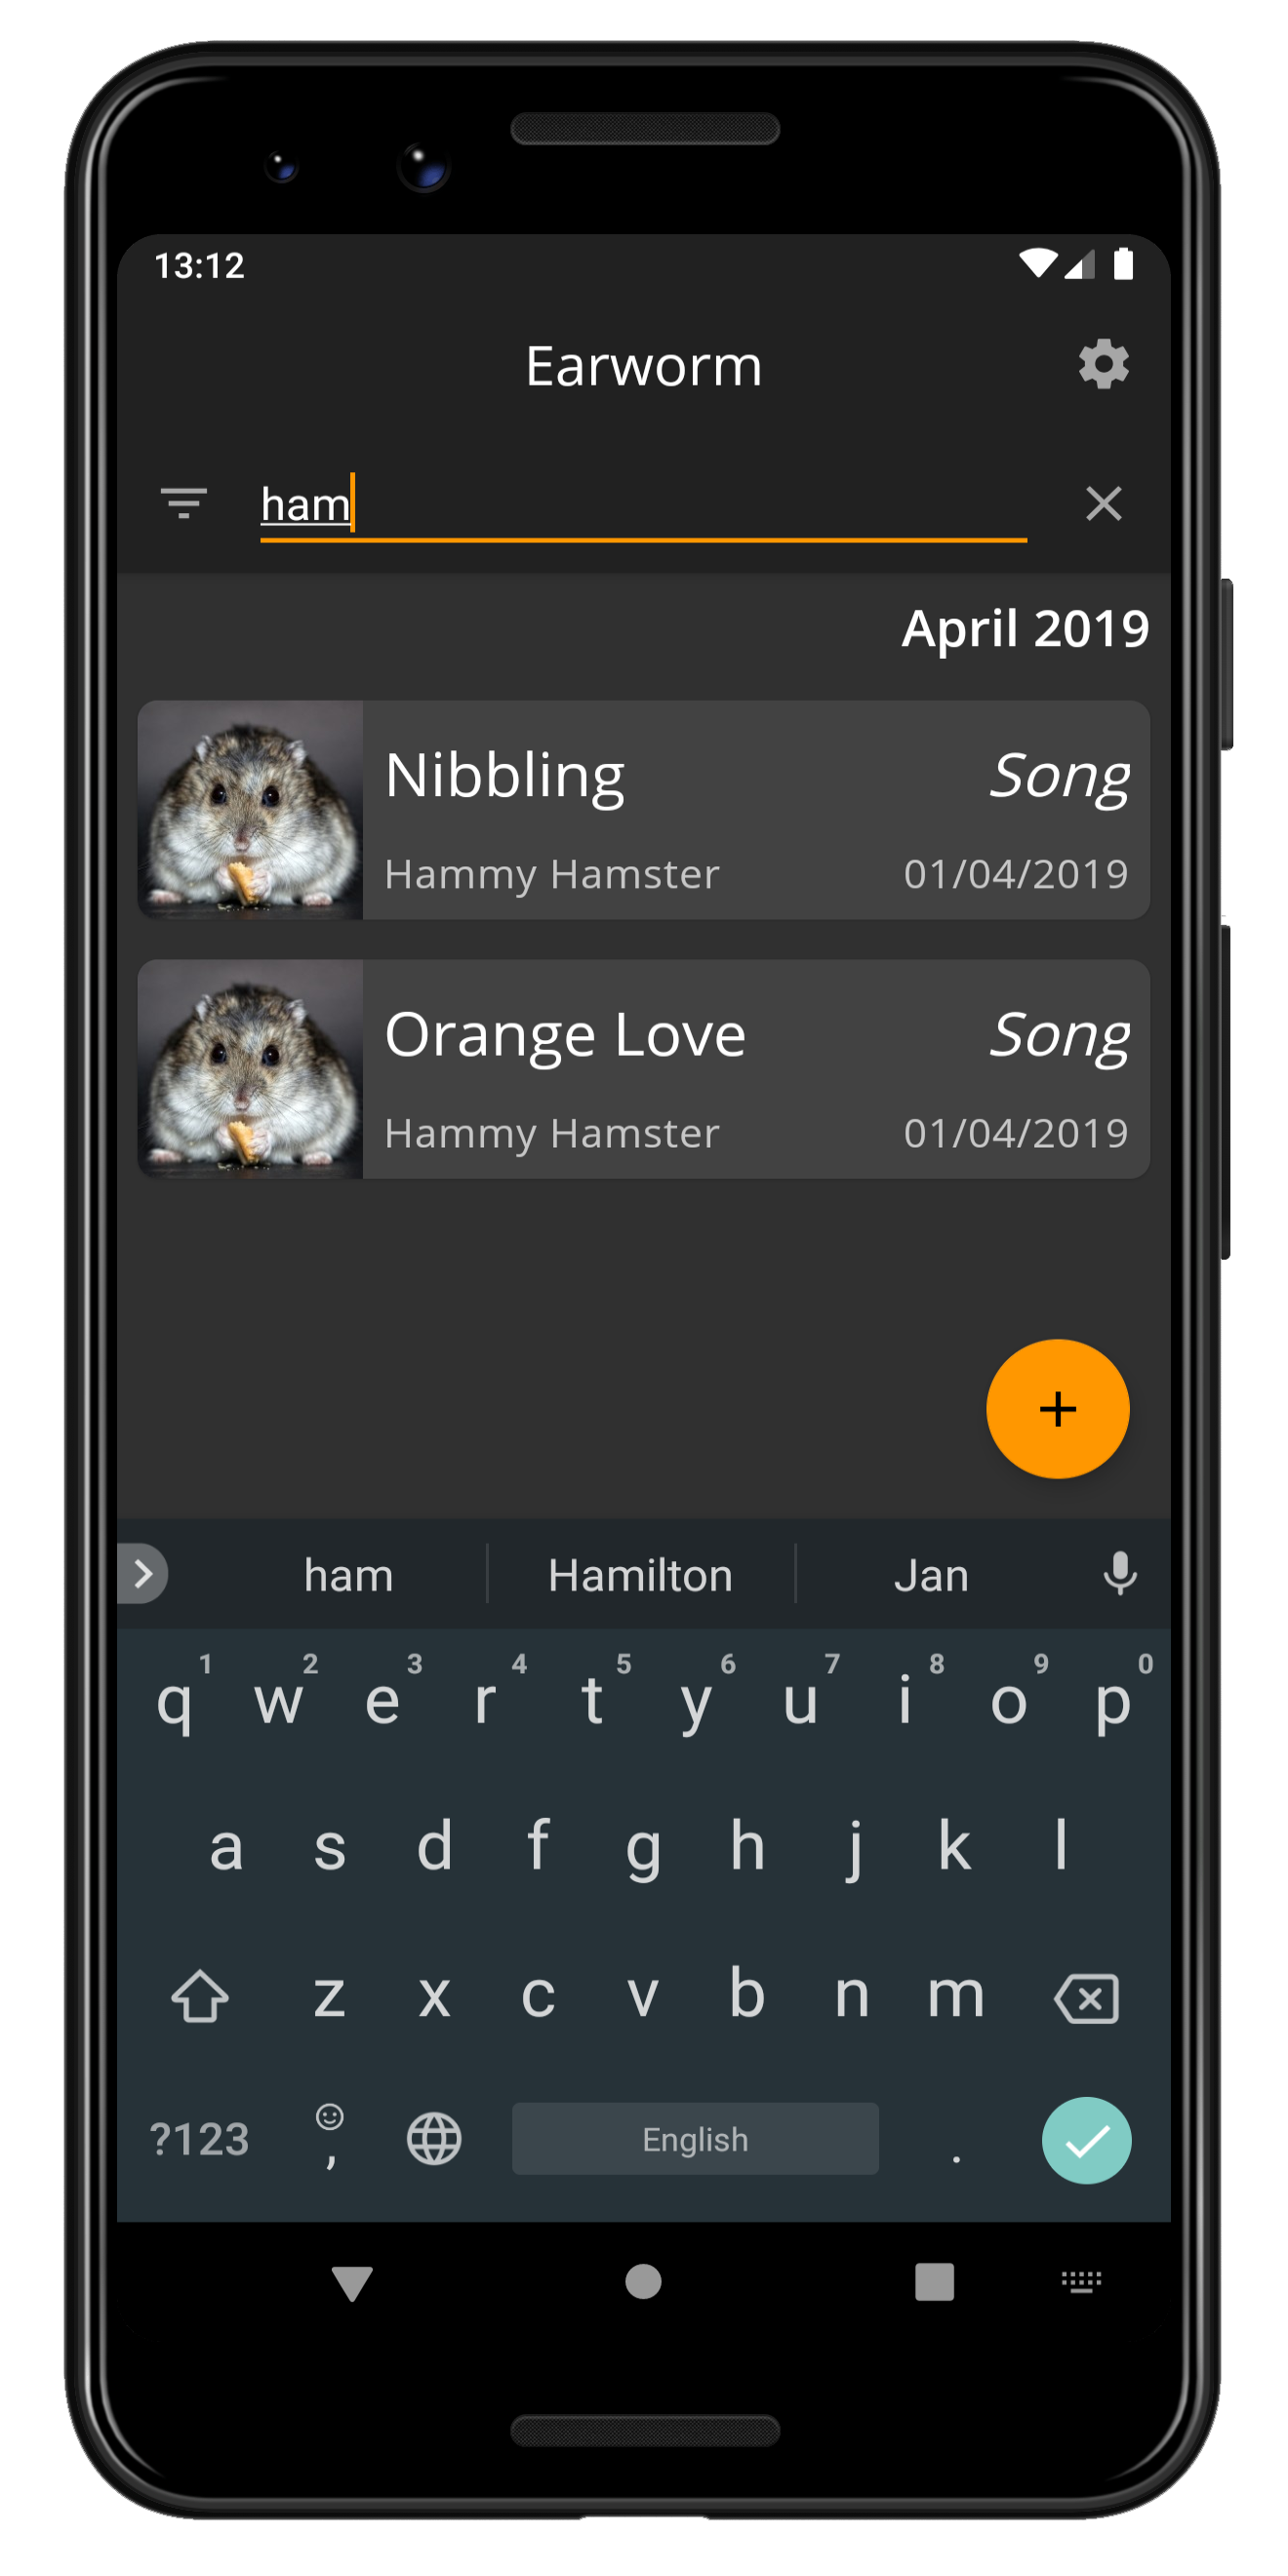 13:12
Earworm
ham
April 2019
Nibbling Song
Hammy Hamster 01/04/2019
Orange Love Song
Hammy Hamster 01/04/2019
ham Hamilton Jan
1 2 3 4 5 6 7 8 9 0
q w e r t y u i o p
a s d f g h j k l
z x c v b n m
?123 , English .